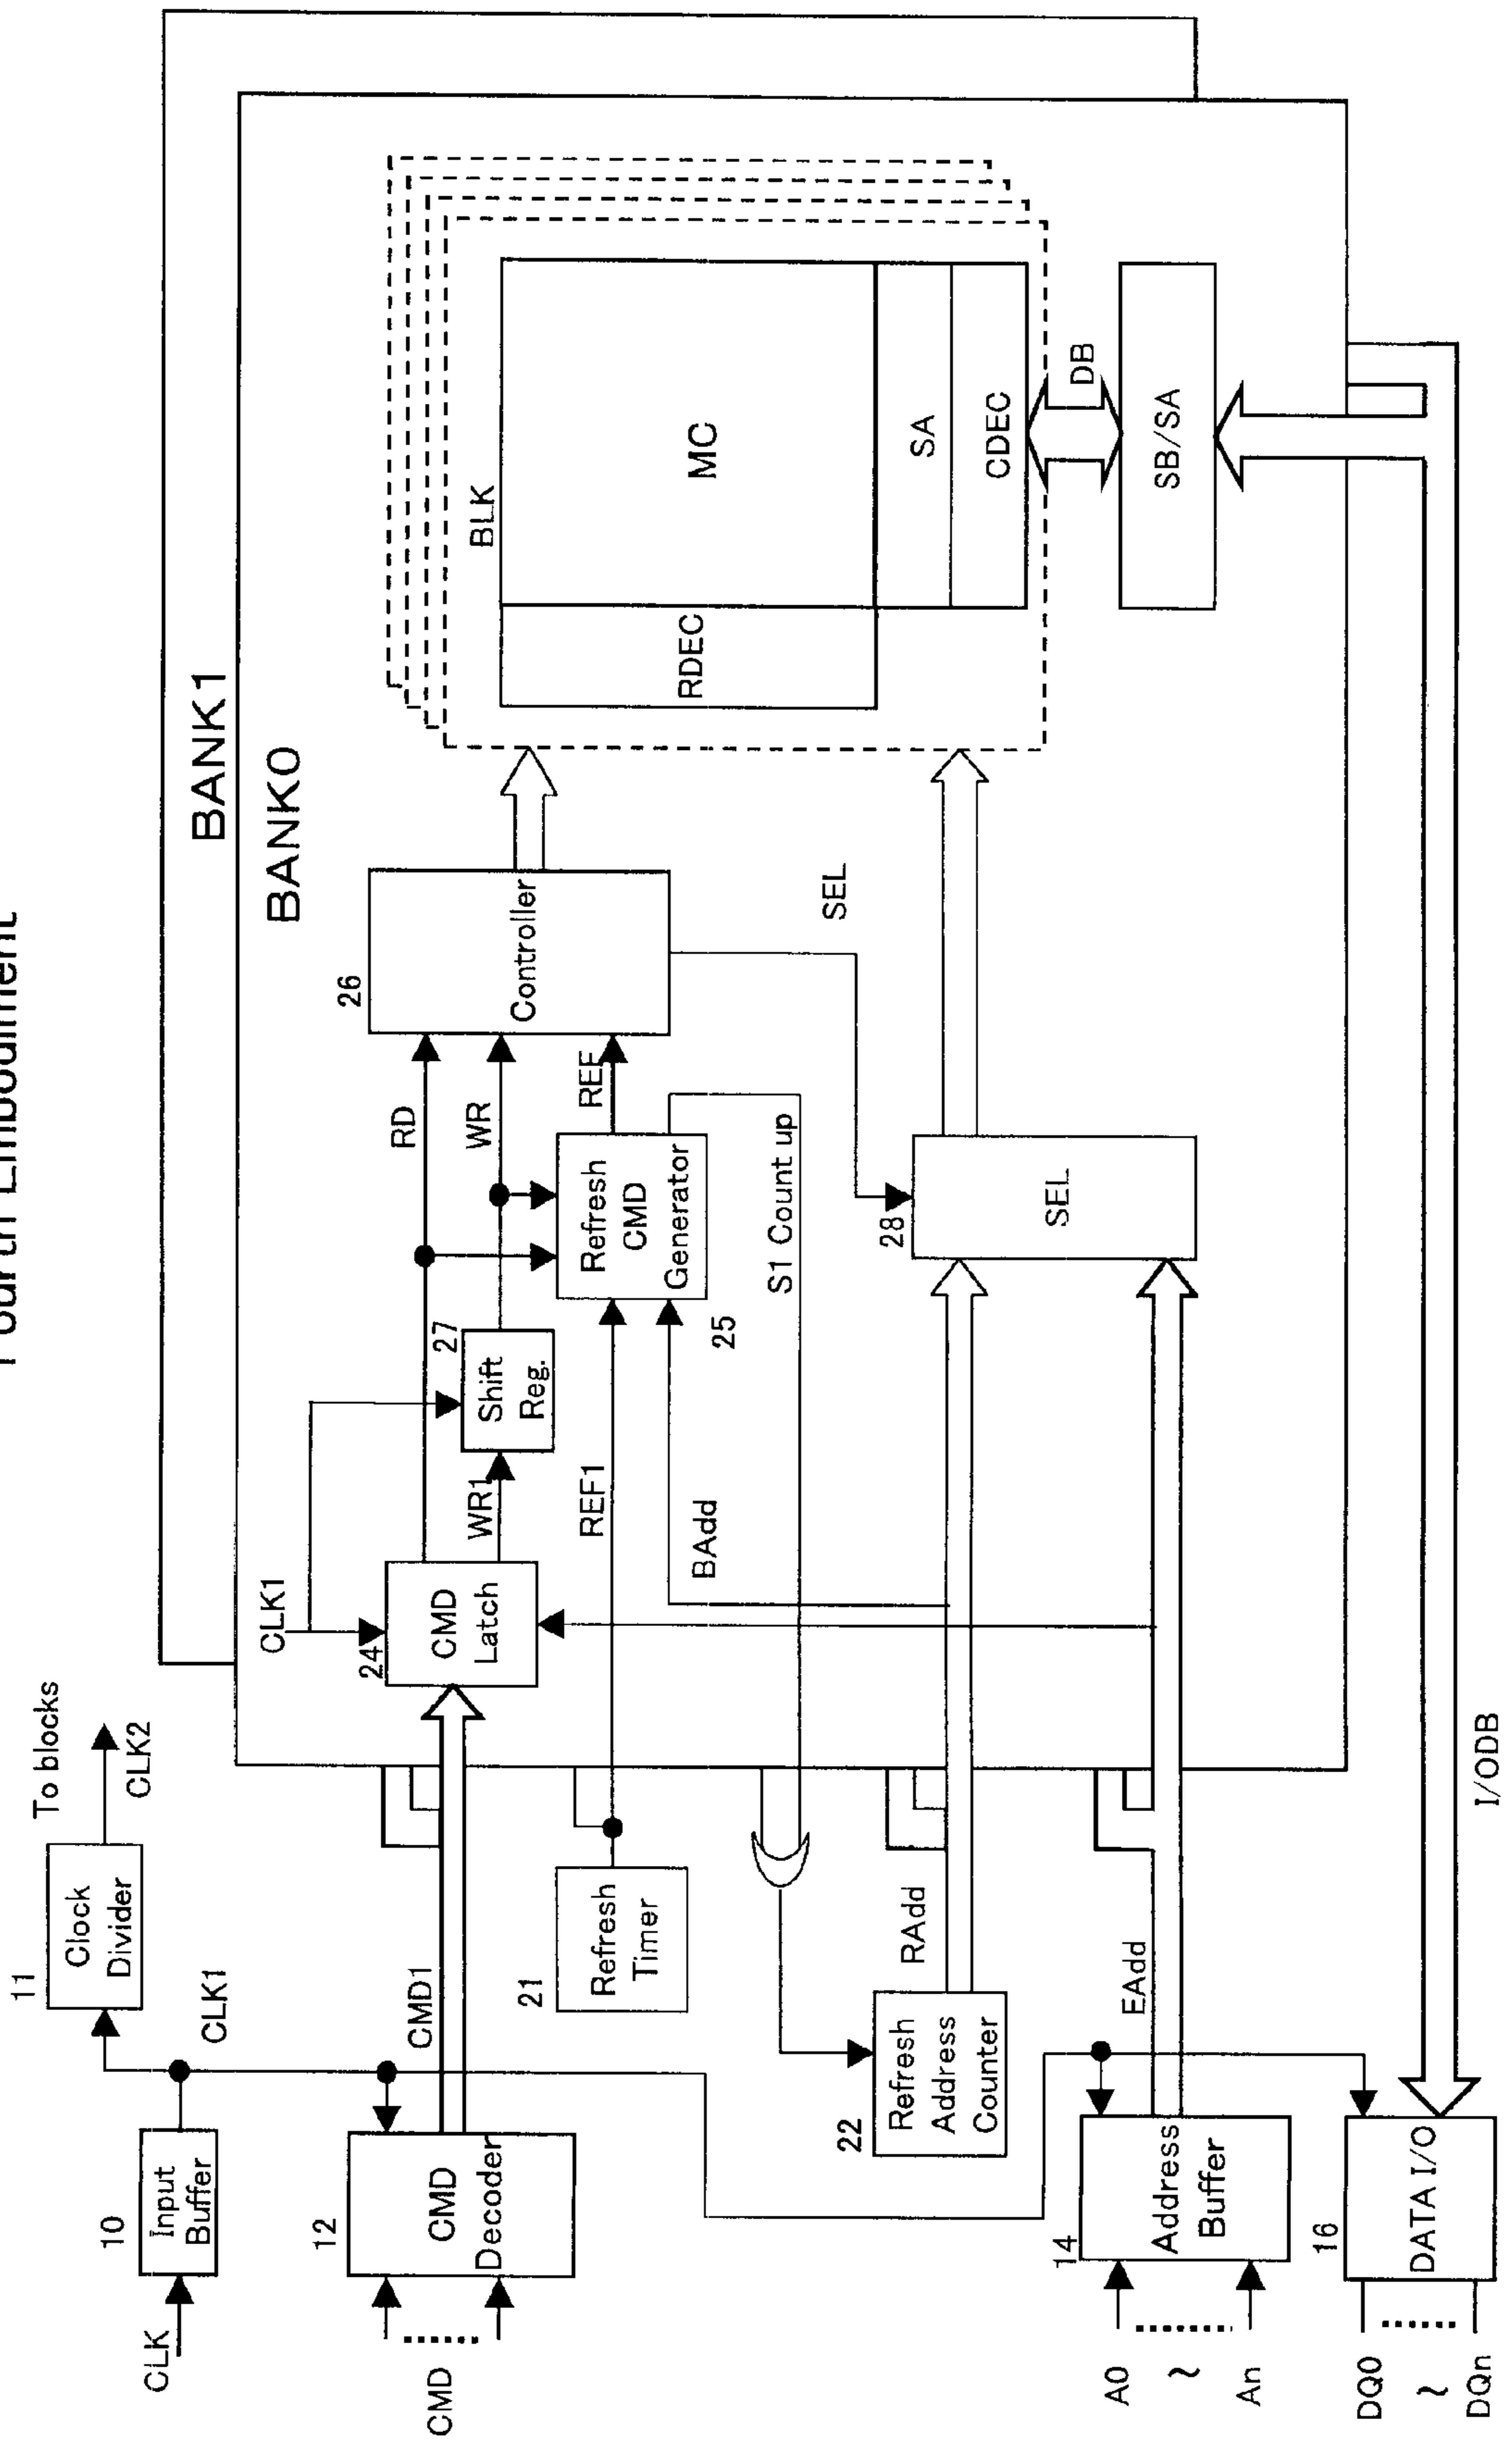 Fourth Embodiment
BANK1
BANK0
CLK
10
Input
Buffer
11
Clock
Divider
To blocks
CLK2
CLK1
CMD
12
CMD
Decoder
CMD1
CLK1
24
CMD
Latch
RD
WR1
27
Shift
Reg.
WR
21
Refresh
Timer
REF1
BAdd
25
Refresh
CMD
Generator
REF
S1 Count up
26
Controller
SEL
22
Refresh
Address
Counter
RAdd
28
SEL
A0
~
An
14
Address
Buffer
EAdd
DQ0
~
DQn
16
DATA I/O
I/ODB
BLK
RDEC
MC
SA
CDEC
DB
SB/SA